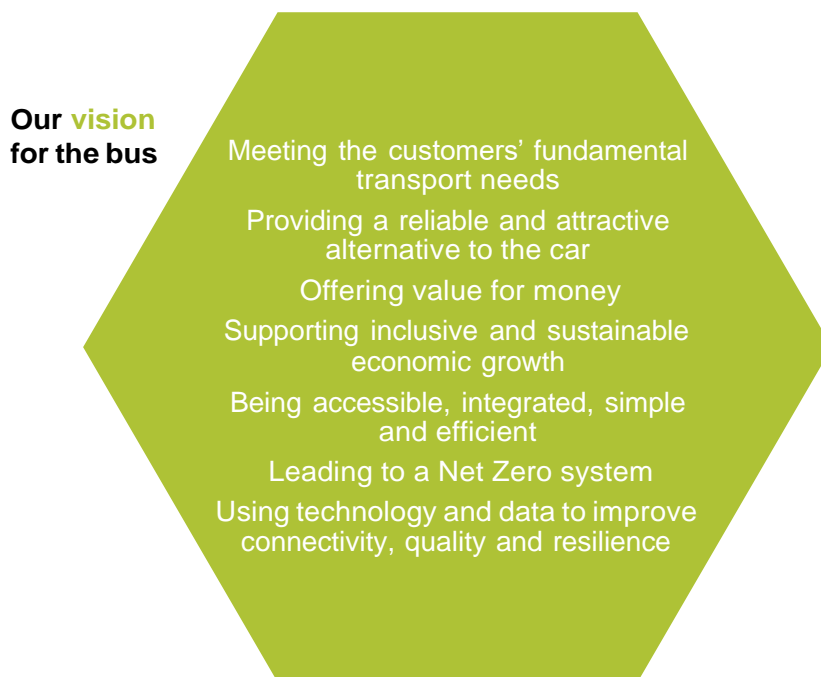 Our vision
for the bus
Meeting the customers’ fundamental
transport needs
Providing a reliable and attractive
alternative to the car
Offering value for money
Supporting inclusive and sustainable
economic growth
Being accessible, integrated, simple
and efficient
Leading to a Net Zero system
Using technology and data to improve
connectivity, quality and resilience